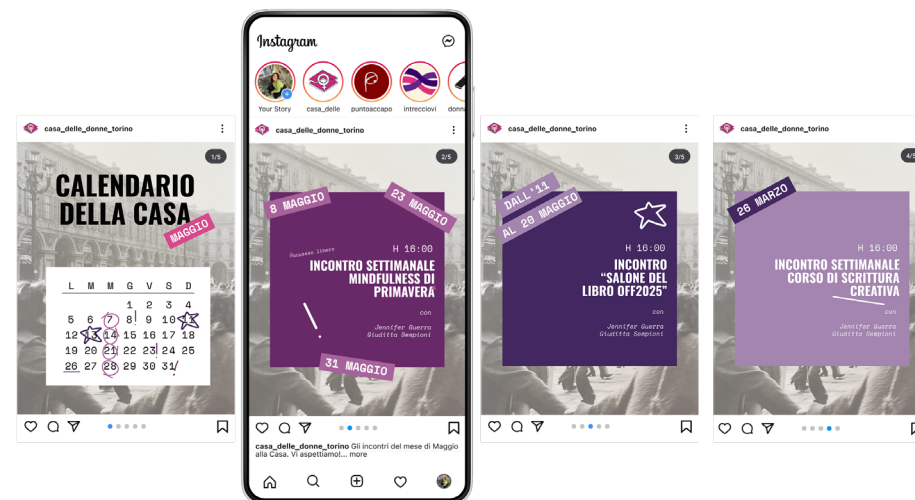 Instagram
Your Story
casa_delle
puntoaccapo
intrecciovi
donn
casa_delle_donne_torino
1/5
CALENDARIO
DELLA CASA
MAGGIO
L M M G V S D
1 2 3 4
5 6 7 8 9 10 11
12 13 14 15 16 17 18
19 20 21 22 23 24 25
26 27 28 29 30 31
casa_delle_donne_torino
2/5
8 MAGGIO
23 MAGGIO
H 16:00
INCONTRO SETTIMANALE
MINDFULNESS DI
PRIMAVERA
con
Jennifer Guerra
Giuditta Sempioni
31 MAGGIO
casa_delle_donne_torino Gli incontri del mese di Maggio
alla Casa. Vi aspettiamo!... more
casa_delle_donne_torino
3/5
DALL'11
AL 20 MAGGIO
H 16:00
INCONTRO
“SALONE DEL
LIBRO OFF2025”
con
Jennifer Guerra
Giuditta Sempioni
casa_delle_donne_torino
4/5
26 MARZO
H 16:00
INCONTRO SETTIMANALE
CORSO DI SCRITTURA
CREATIVA
con
Jennifer Guerra
Giuditta Sempioni